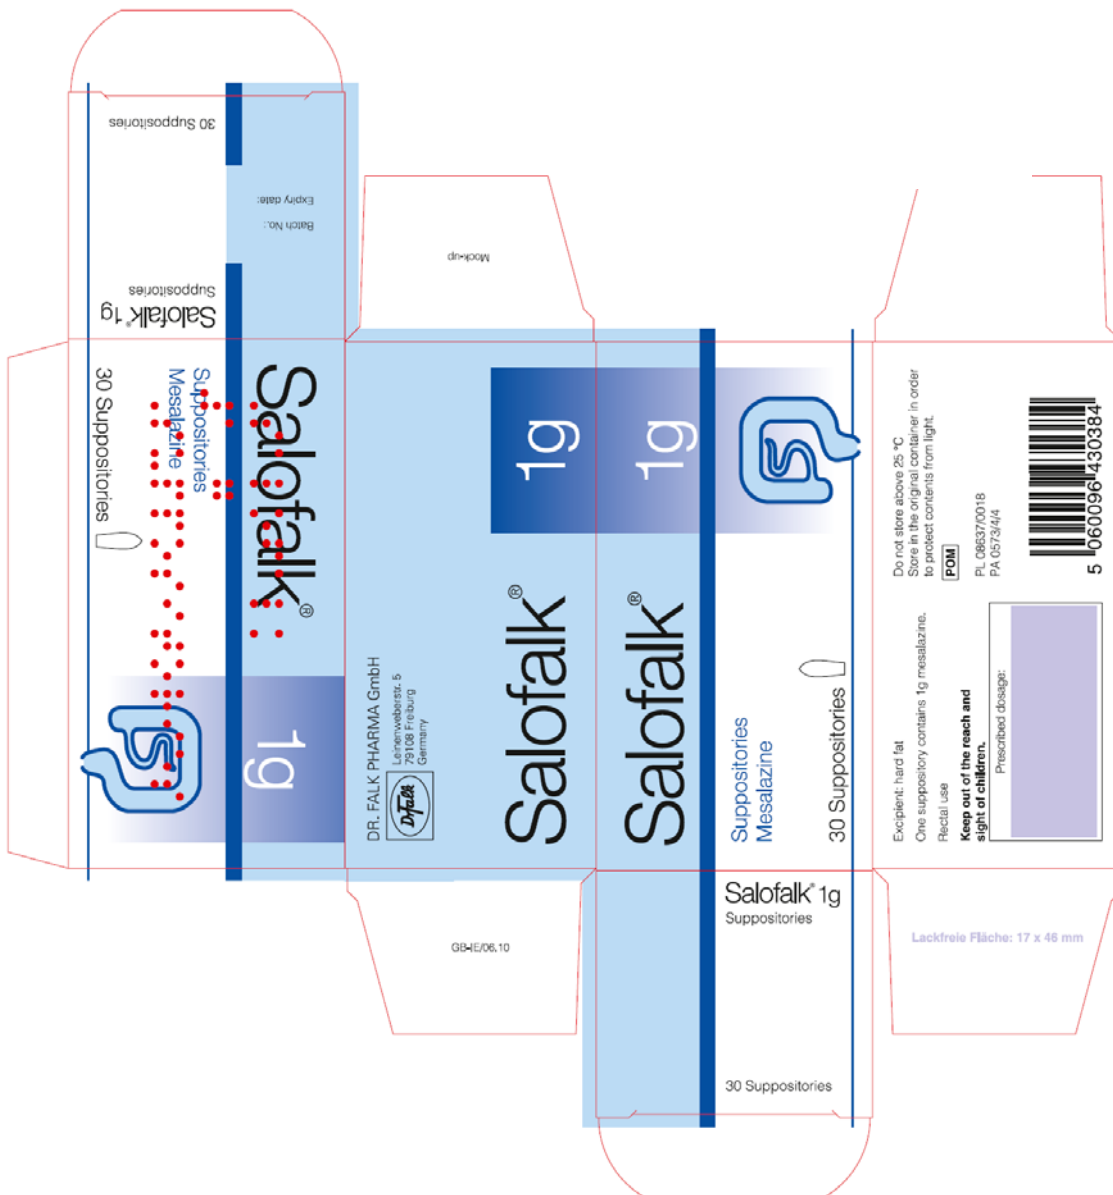 30 Suppositories
Expiry date:
Batch No.:
Salofalk® 1g
Suppositories
Mock-up
Salofalk®
Suppositories
Mesalazine
30 Suppositories
1g
DR. FALK PHARMA GmbH
Leinenweberstr. 5
79108 Freiburg
Germany
Dr Falk
Salofalk®
1g
Salofalk®
1g
Suppositories
Mesalazine
30 Suppositories
Excipient: hard fat
One suppository contains 1g mesalazine.
Rectal use
Keep out of the reach and
sight of children.
Prescribed dosage:
Do not store above 25 °C
Store in the original container in order
to protect contents from light.
POM
PL 08637/0018
PA 0573/4/4
5 060096 430384
GB-IE/06.10
Salofalk® 1g
Suppositories
30 Suppositories
Lackfreie Fläche: 17 x 46 mm